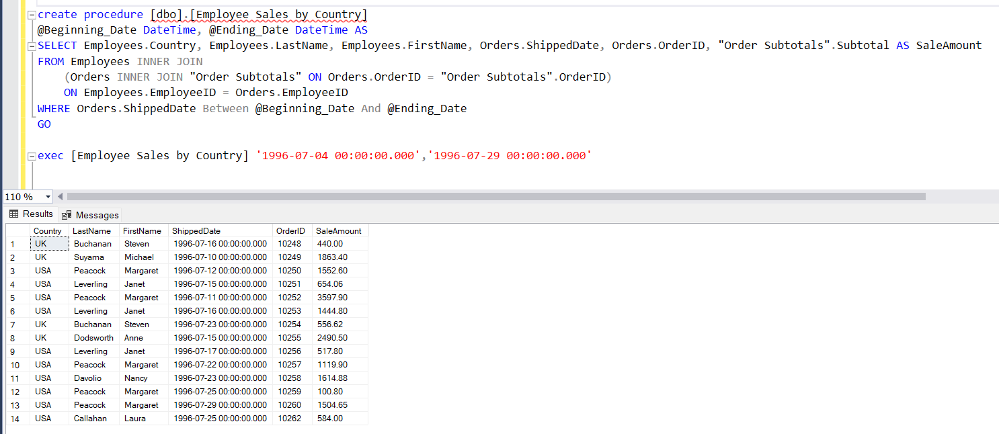 create procedure [dbo].[Employee Sales by Country]
@Beginning_Date DateTime, @Ending_Date DateTime AS
SELECT Employees.Country, Employees.LastName, Employees.FirstName, Orders.ShippedDate, Orders.OrderID, "Order Subtotals".Subtotal AS SaleAmount
FROM Employees INNER JOIN
(Orders INNER JOIN "Order Subtotals" ON Orders.OrderID = "Order Subtotals".OrderID)
ON Employees.EmployeeID = Orders.EmployeeID
WHERE Orders.ShippedDate Between @Beginning_Date And @Ending_Date
GO
exec [Employee Sales by Country] '1996-07-04 00:00:00.000','1996-07-29 00:00:00.000'
110 %
Results Messages
Country LastName FirstName ShippedDate OrderID SaleAmount
1 UK Buchanan Steven 1996-07-16 00:00:00.000 10248 440.00
2 UK Suyama Michael 1996-07-10 00:00:00.000 10249 1863.40
3 USA Peacock Margaret 1996-07-12 00:00:00.000 10250 1552.60
4 USA Leverling Janet 1996-07-15 00:00:00.000 10251 654.06
5 USA Peacock Margaret 1996-07-11 00:00:00.000 10252 3597.90
6 USA Leverling Janet 1996-07-16 00:00:00.000 10253 1444.80
7 UK Buchanan Steven 1996-07-23 00:00:00.000 10254 556.62
8 UK Dodsworth Anne 1996-07-15 00:00:00.000 10255 2490.50
9 USA Leverling Janet 1996-07-17 00:00:00.000 10256 517.80
10 USA Peacock Margaret 1996-07-22 00:00:00.000 10257 1119.90
11 USA Davolio Nancy 1996-07-23 00:00:00.000 10258 1614.88
12 USA Peacock Margaret 1996-07-25 00:00:00.000 10259 100.80
13 USA Peacock Margaret 1996-07-29 00:00:00.000 10260 1504.65
14 USA Callahan Laura 1996-07-25 00:00:00.000 10262 584.00